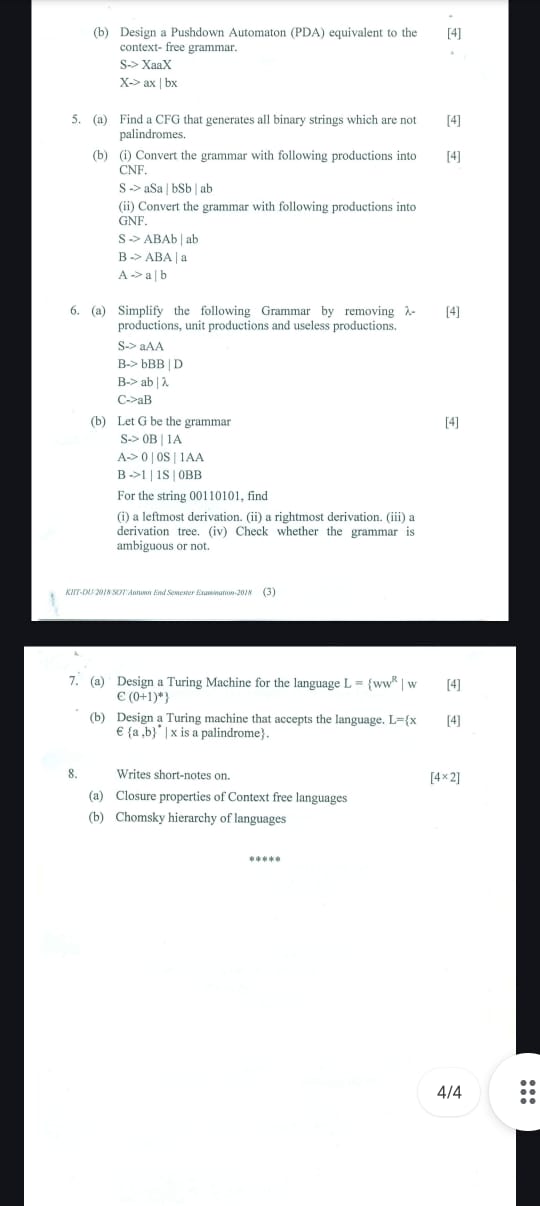 (b) Design a Pushdown Automaton (PDA) equivalent to the [4]
context- free grammar.
S-> XaaX
X-> ax | bx
5. (a) Find a CFG that generates all binary strings which are not [4]
palindromes.
(b) (i) Convert the grammar with following productions into [4]
CNF.
S -> aSa | bSb | ab
(ii) Convert the grammar with following productions into
GNF.
S -> ABAb | ab
B -> ABA | a
A -> a | b
6. (a) Simplify the following Grammar by removing λ- [4]
productions, unit productions and useless productions.
S-> aAA
B-> bBB | D
B-> ab | λ
C->aB
(b) Let G be the grammar [4]
S-> 0B | 1A
A-> 0 | 0S | 1AA
B ->1 | 1S | 0BB
For the string 00110101, find
(i) a leftmost derivation. (ii) a rightmost derivation. (iii) a
derivation tree. (iv) Check whether the grammar is
ambiguous or not.
KIIT-DU/2018/SOT/Autumn End Semester Examination-2018 (3)
7. (a) Design a Turing Machine for the language L = {wwᴿ | w [4]
Є (0+1)*}
(b) Design a Turing machine that accepts the language. L={x [4]
Є {a ,b}* | x is a palindrome}.
8. Writes short-notes on. [4×2]
(a) Closure properties of Context free languages
(b) Chomsky hierarchy of languages
*****
4/4